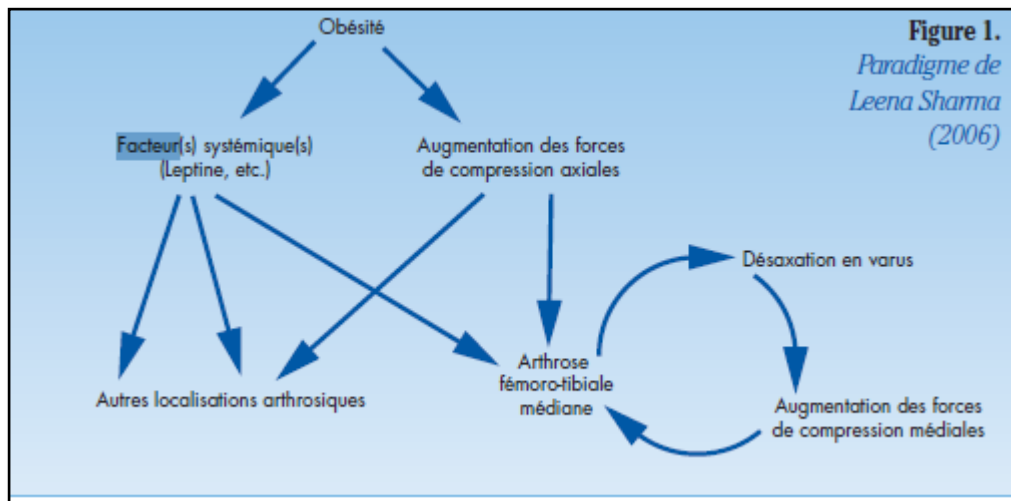 Obésité
Figure 1.
Paradigme de
Leena Sharma
(2006)
Facteur(s) systémique(s)
(Leptine, etc.)
Augmentation des forces
de compression axiales
Désaxation en varus
Autres localisations arthrosiques
Arthrose
fémoro-tibiale
médiane
Augmentation des forces
de compression médiales